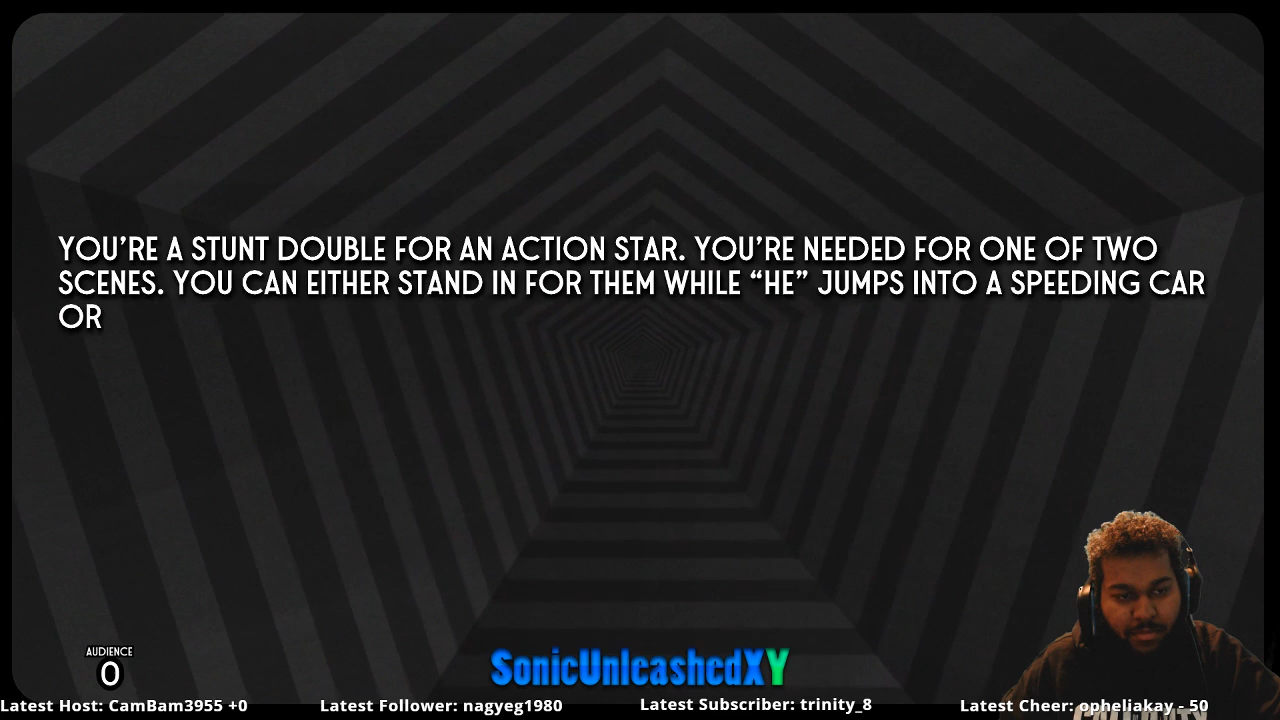 YOU'RE A STUNT DOUBLE FOR AN ACTION STAR. YOU'RE NEEDED FOR ONE OF TWO
SCENES. YOU CAN EITHER STAND IN FOR THEM WHILE “HE” JUMPS INTO A SPEEDING CAR
OR
AUDIENCE
0
SonicUnleashedXY
Latest Host: CamBam3955 +0
Latest Follower: nagyeg1980
Latest Subscriber: trinity_8
Latest Cheer: opheliakay - 50